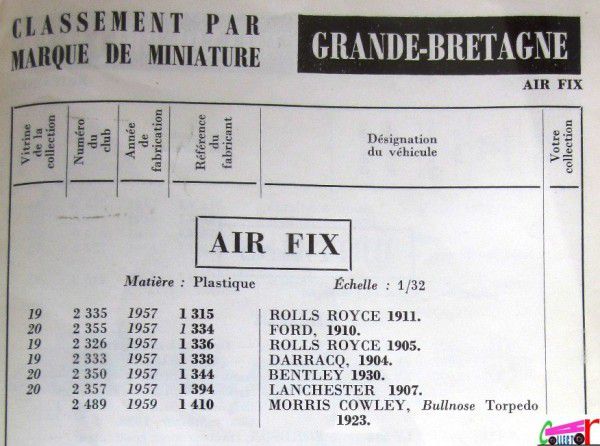 CLASSEMENT PAR
MARQUE DE MINIATURE
GRANDE-BRETAGNE
AIR FIX
Vitrine de la collection
Numéro du club
Année de fabrication
Référence du fabricant
Désignation du véhicule
Votre collection
AIR FIX
Matière : Plastique Échelle : 1/32
19 2 335 1957 1 315 ROLLS ROYCE 1911.
20 2 355 1957 1 334 FORD, 1910.
19 2 326 1957 1 336 ROLLS ROYCE 1905.
19 2 333 1957 1 338 DARRACQ, 1904.
20 2 350 1957 1 344 BENTLEY 1930.
20 2 357 1957 1 394 LANCHESTER 1907.
2 489 1959 1 410 MORRIS COWLEY, Bullnose Torpedo
1923.
COLLECTOR